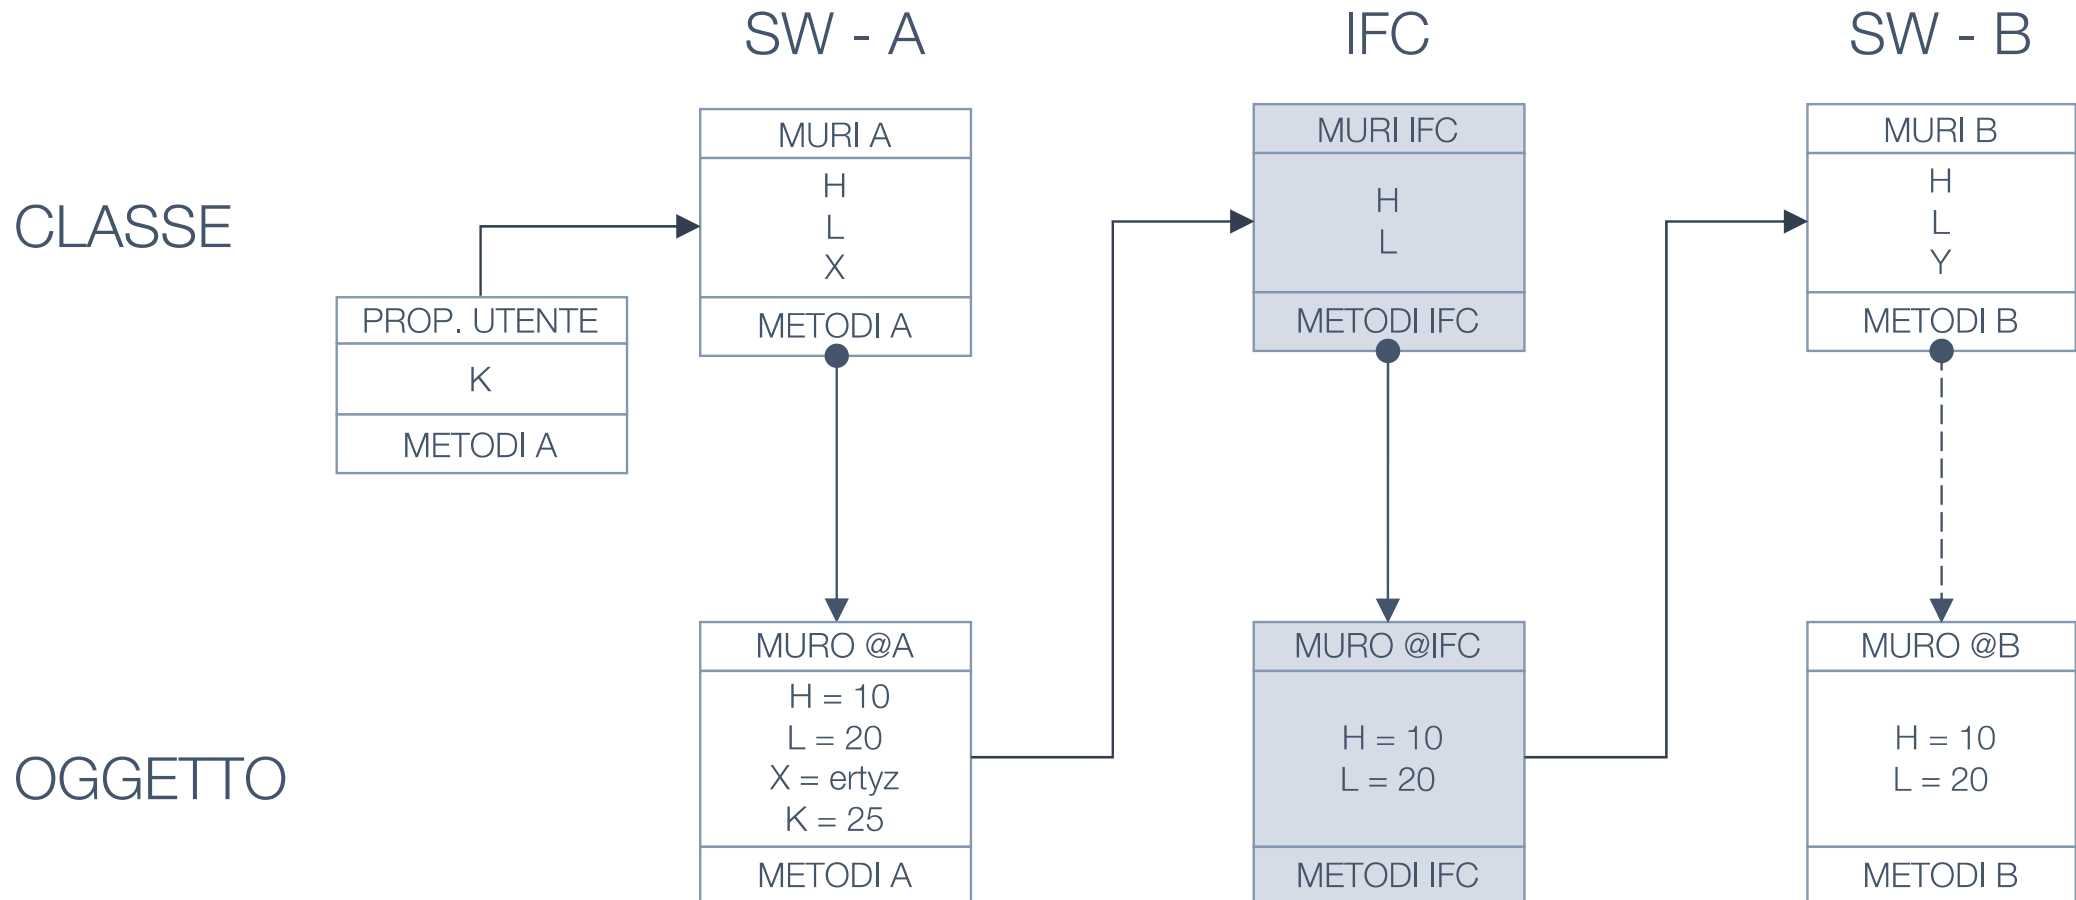 SW - A
IFC
SW - B
CLASSE
PROP. UTENTE
K
METODI A
MURI A
H
L
X
METODI A
MURI IFC
H
L
METODI IFC
MURI B
H
L
Y
METODI B
OGGETTO
MURO @A
H = 10
L = 20
X = ertyz
K = 25
METODI A
MURO @IFC
H = 10
L = 20
METODI IFC
MURO @B
H = 10
L = 20
METODI B